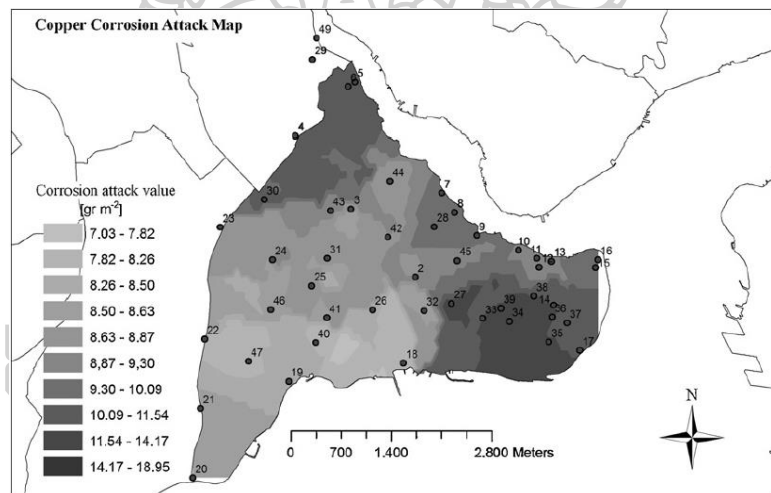 Copper Corrosion Attack Map
49
29
6 5
4
44
30
7
43 3
8
23
28
9
42
10
24
31
45
11
12 13
16
15
2
25
38
46
41
26
32
27
39
14
33
34
36
37
22
40
35
47
18
17
19
21
20
Corrosion attack value
[gr m-2]
7.03 - 7.82
7.82 - 8.26
8.26 - 8.50
8.50 - 8.63
8.63 - 8.87
8,87 - 9,30
9.30 - 10.09
10.09 - 11.54
11.54 - 14.17
14.17 - 18.95
0 700 1.400 2.800 Meters
N